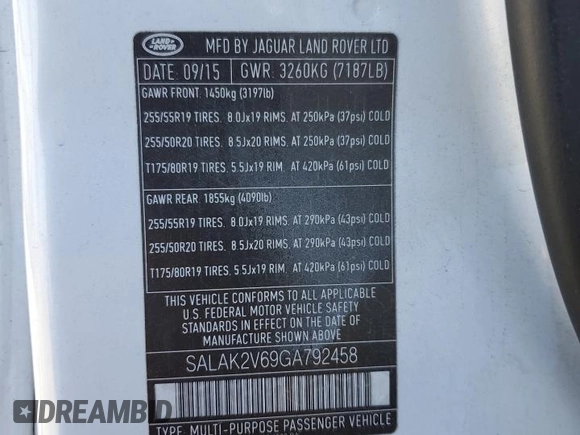 LAND ROVER
MFD BY JAGUAR LAND ROVER LTD
DATE: 09/15 GWR: 3260KG (7187LB)
GAWR FRONT: 1450kg (3197lb)
255/55R19 TIRES. 8.0Jx19 RIMS. AT 250kPa (37psi) COLD
255/50R20 TIRES. 8.5Jx20 RIMS. AT 250kPa (37psi) COLD
T175/80R19 TIRES. 5.5Jx19 RIM. AT 420kPa (61psi) COLD
GAWR REAR: 1855kg (4090lb)
255/55R19 TIRES. 8.0Jx19 RIMS. AT 290kPa (43psi) COLD
255/50R20 TIRES. 8.5Jx20 RIMS. AT 290kPa (43psi) COLD
T175/80R19 TIRES. 5.5Jx19 RIM. AT 420kPa (61psi) COLD
THIS VEHICLE CONFORMS TO ALL APPLICABLE
U.S. FEDERAL MOTOR VEHICLE SAFETY
STANDARDS IN EFFECT ON THE DATE OF
MANUFACTURE SHOWN ABOVE
SALAK2V69GA792458
TYPE: MULTI-PURPOSE PASSENGER VEHICLE
DREAMBID